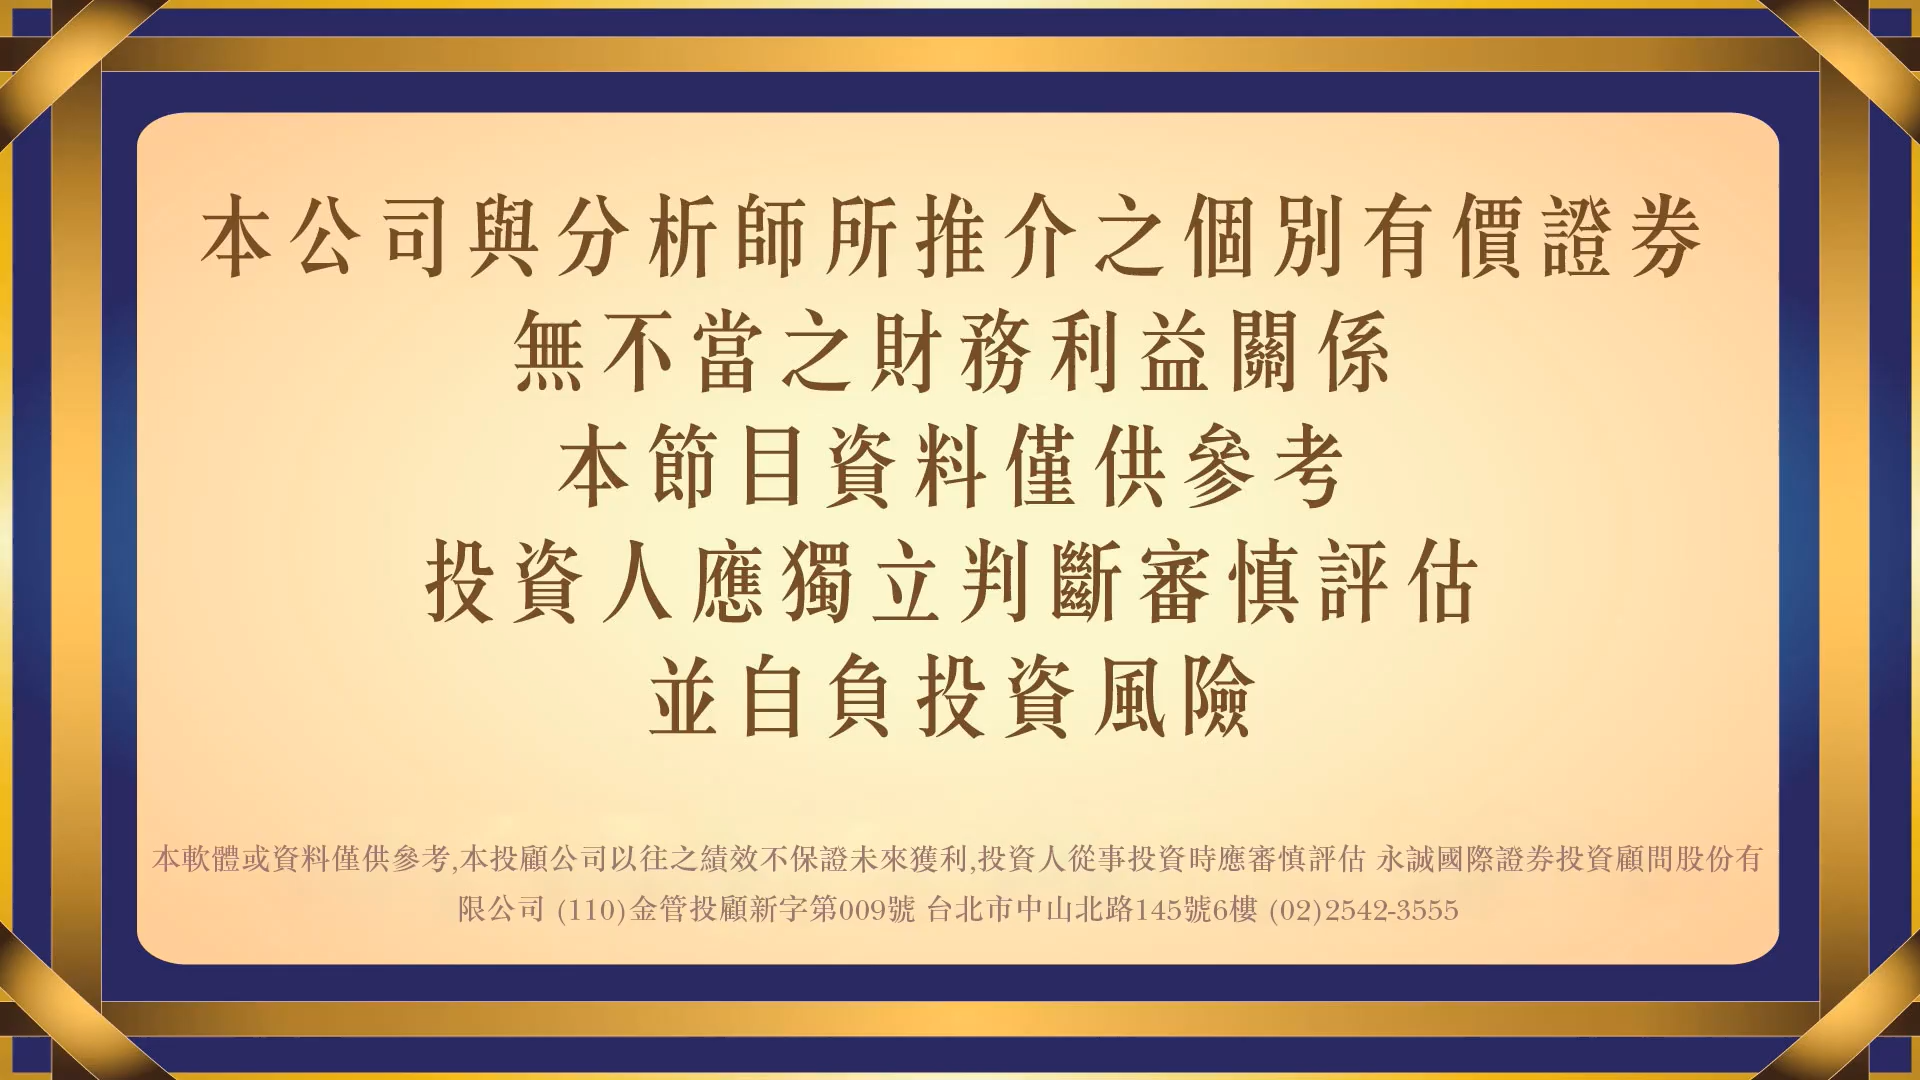 本公司與分析師所推介之個別有價證券
無不當之財務利益關係
本節目資料僅供參考
投資人應獨立判斷審慎評估
並自負投資風險
本軟體或資料僅供參考,本投顧公司以往之績效不保證未來獲利,投資人從事投資時應審慎評估 永誠國際證券投資顧問股份有
限公司 (110)金管投顧新字第009號 台北市中山北路145號6樓 (02)2542-3555